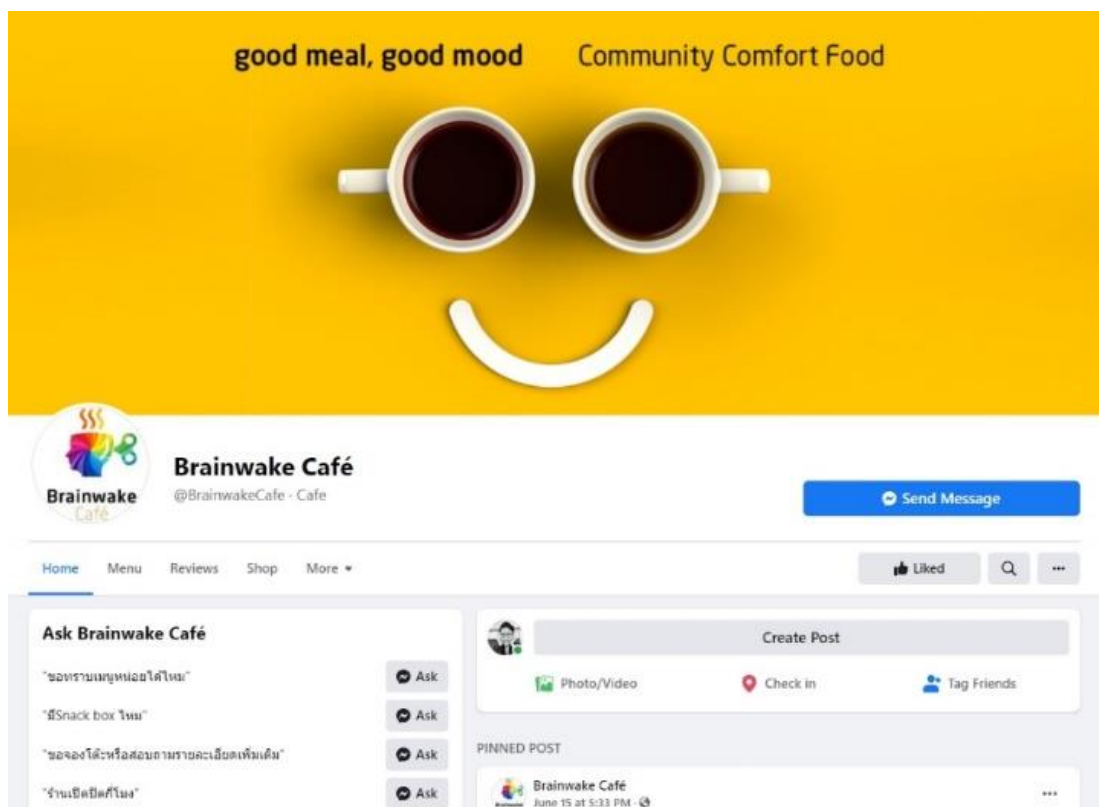 good meal, good mood Community Comfort Food
Brainwake
Café
Brainwake Café
@BrainwakeCafe · Cafe
Send Message
Home Menu Reviews Shop More
Liked
Ask Brainwake Café
"ขอทราบเมนูหน่อยได้ไหม" Ask
"มีSnack box ไหม" Ask
"ขอจองโต๊ะหรือสอบถามรายละเอียดเพิ่มเติม" Ask
"ร้านเปิดปิดกี่โมง" Ask
Create Post
Photo/Video Check in Tag Friends
PINNED POST
Brainwake Café
June 15 at 5:33 PM ·
Brainwake